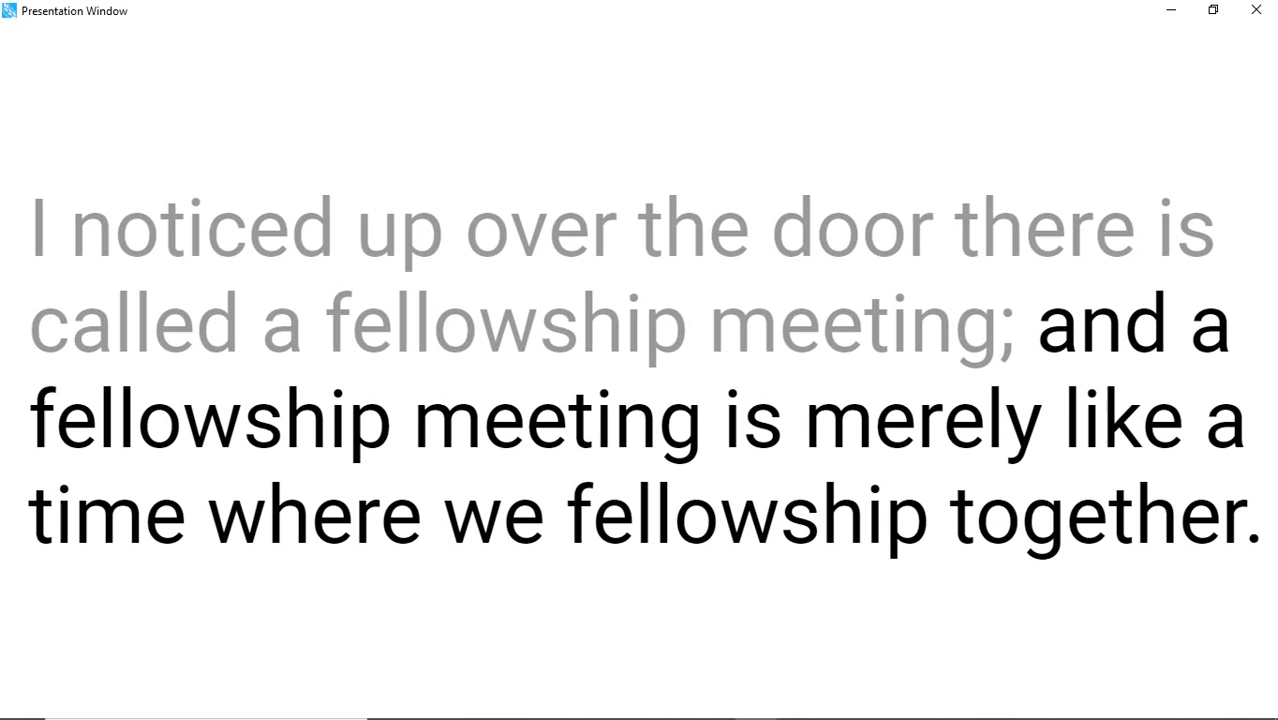 Presentation Window
I noticed up over the door there is
called a fellowship meeting; and a
fellowship meeting is merely like a
time where we fellowship together.